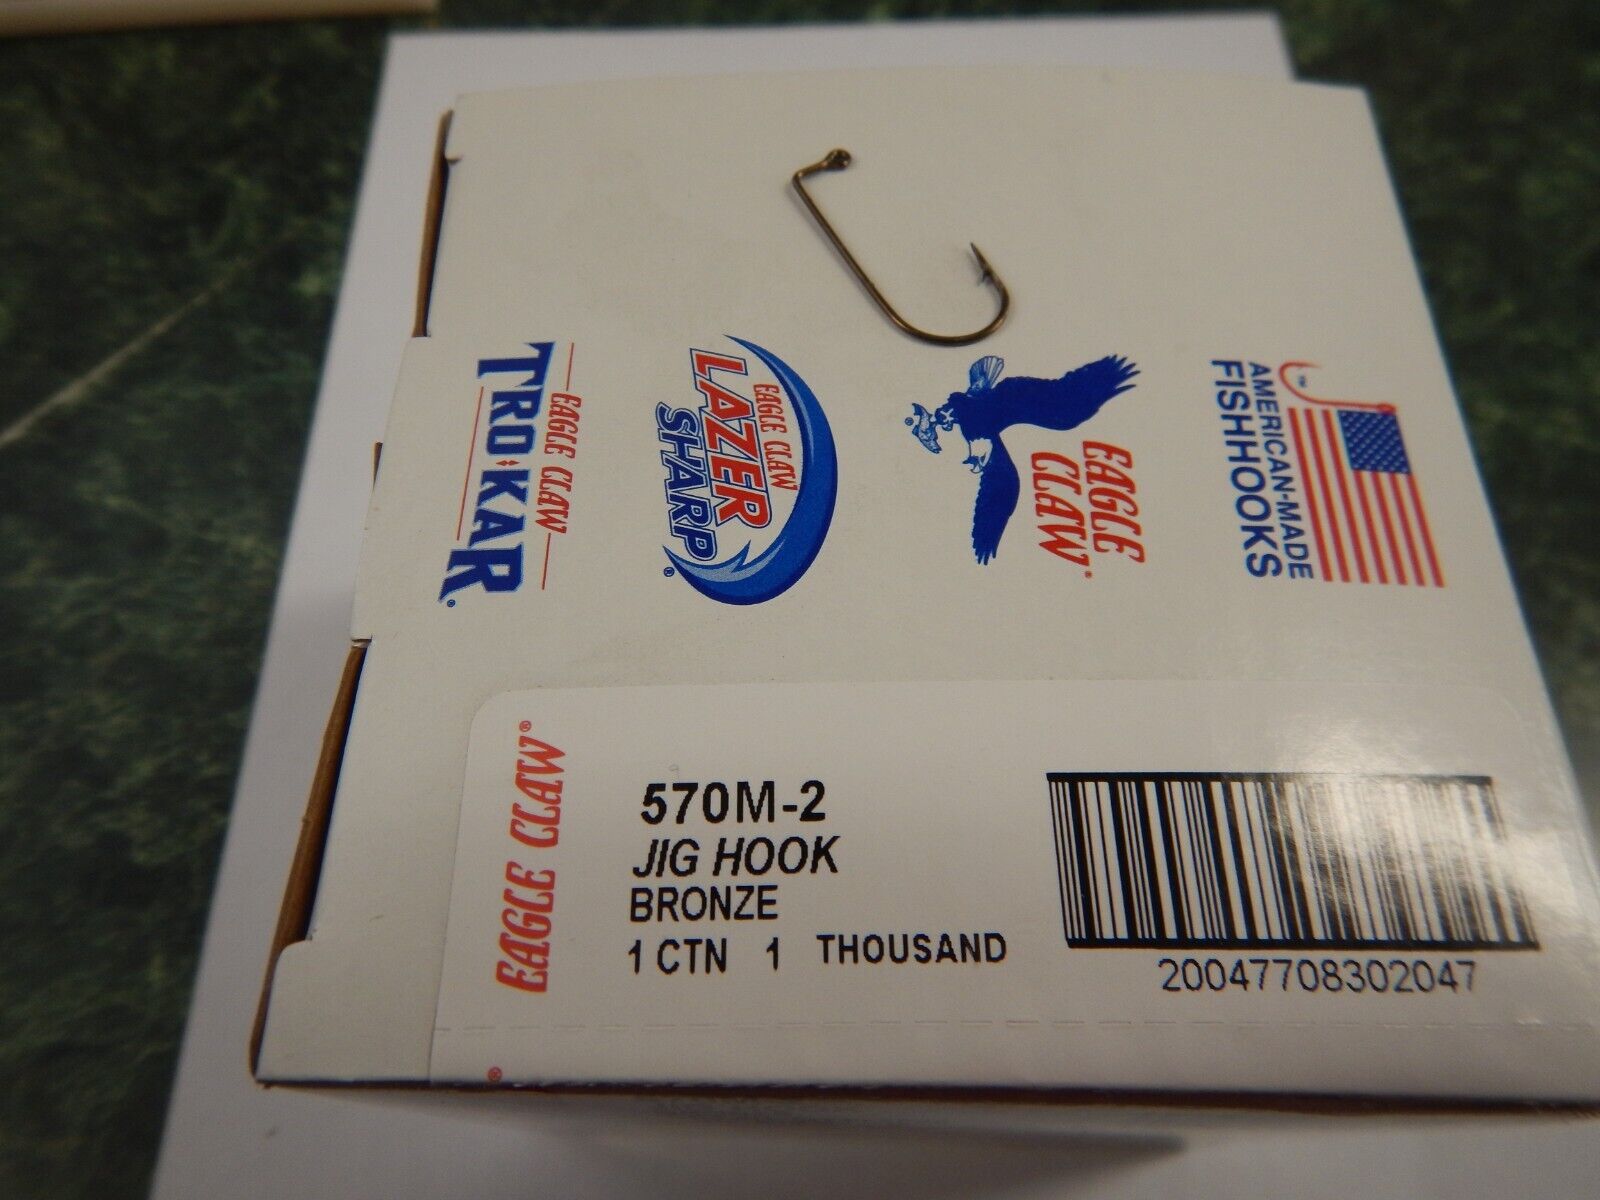 EAGLE CLAW
TRO•KAR®
EAGLE CLAW
LAZER
SHARP®
EAGLE
CLAW®
AMERICAN-MADE
FISHHOOKS
™
EAGLE CLAW®
570M-2
JIG HOOK
BRONZE
1 CTN 1 THOUSAND
20047708302047
®